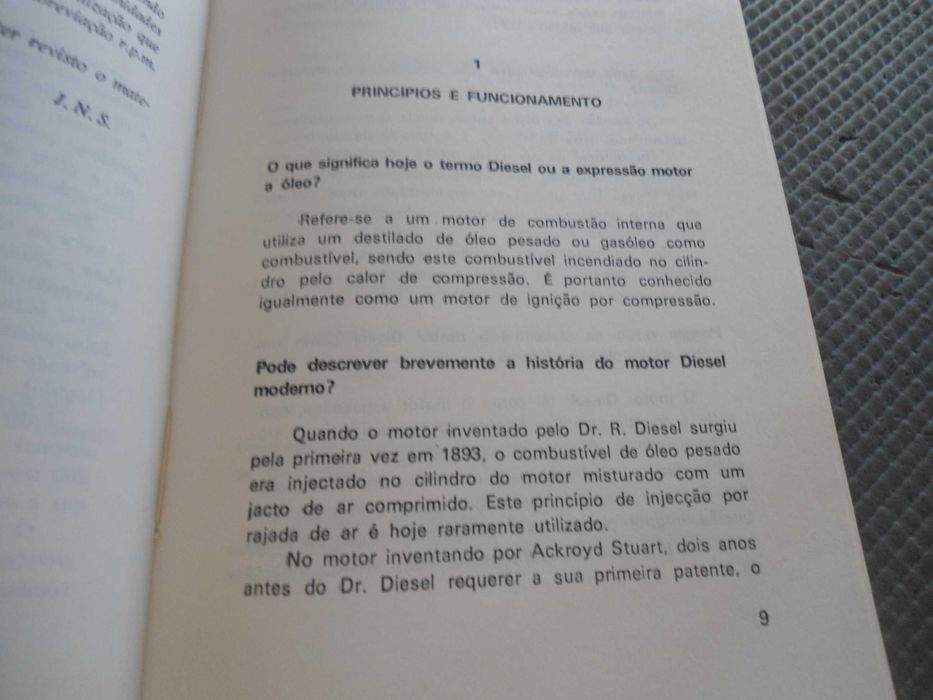 que
abreviação r.p.m.
revisto o mate-
J. N. S.
1
PRINCIPIOS E FUNCIONAMENTO
O que significa hoje o termo Diesel ou a expressão motor
a óleo?
Refere-se a um motor de combustão interna que
utiliza um destilado de óleo pesado ou gasóleo como
combustível, sendo este combustível incendiado no cilin-
dro pelo calor de compressão. É portanto conhecido
igualmente como um motor de ignição por compressão.
Pode descrever brevemente a história do motor Diesel
moderno?
Quando o motor inventado pelo Dr. R. Diesel surgiu
pela primeira vez em 1893, o combustível de óleo pesado
era injectado no cilindro do motor misturado com um
jacto de ar comprimido. Este princípio de injecção por
rajada de ar é hoje raramente utilizado.
No motor inventando por Ackroyd Stuart, dois anos
antes do Dr. Diesel requerer a sua primeira patente, o
9